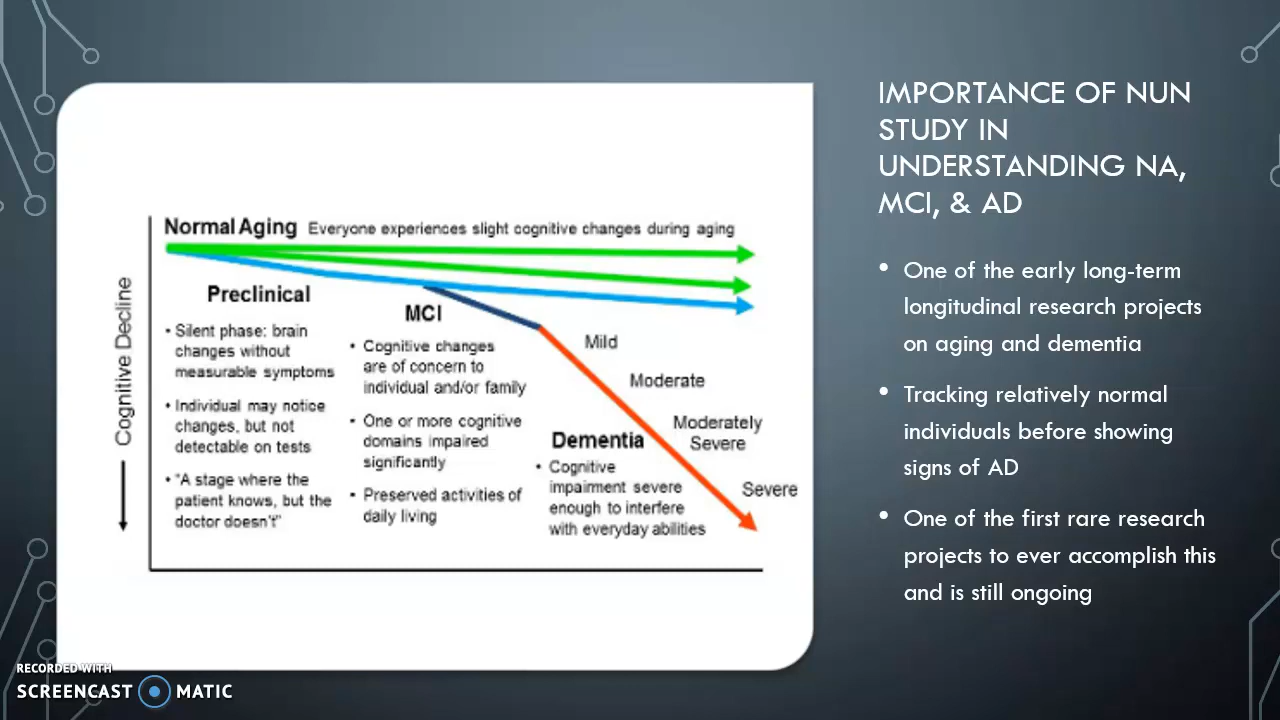 IMPORTANCE OF NUN
STUDY IN
UNDERSTANDING NA,
MCI, & AD
• One of the early long-term
longitudinal research projects
on aging and dementia
• Tracking relatively normal
individuals before showing
signs of AD
• One of the first rare research
projects to ever accomplish this
and is still ongoing
Normal Aging Everyone experiences slight cognitive changes during aging
Cognitive Decline
Preclinical
• Silent phase: brain
changes without
measurable symptoms
• Individual may notice
changes, but not
detectable on tests
• "A stage where the
patient knows, but the
doctor doesn't"
MCI
• Cognitive changes
are of concern to
individual and/or family
• One or more cognitive
domains impaired
significantly
• Preserved activities of
daily living
Mild
Moderate
Moderately
Severe
Severe
Dementia
• Cognitive
impairment severe
enough to interfere
with everyday abilities
RECORDED WITH
SCREENCAST MATIC